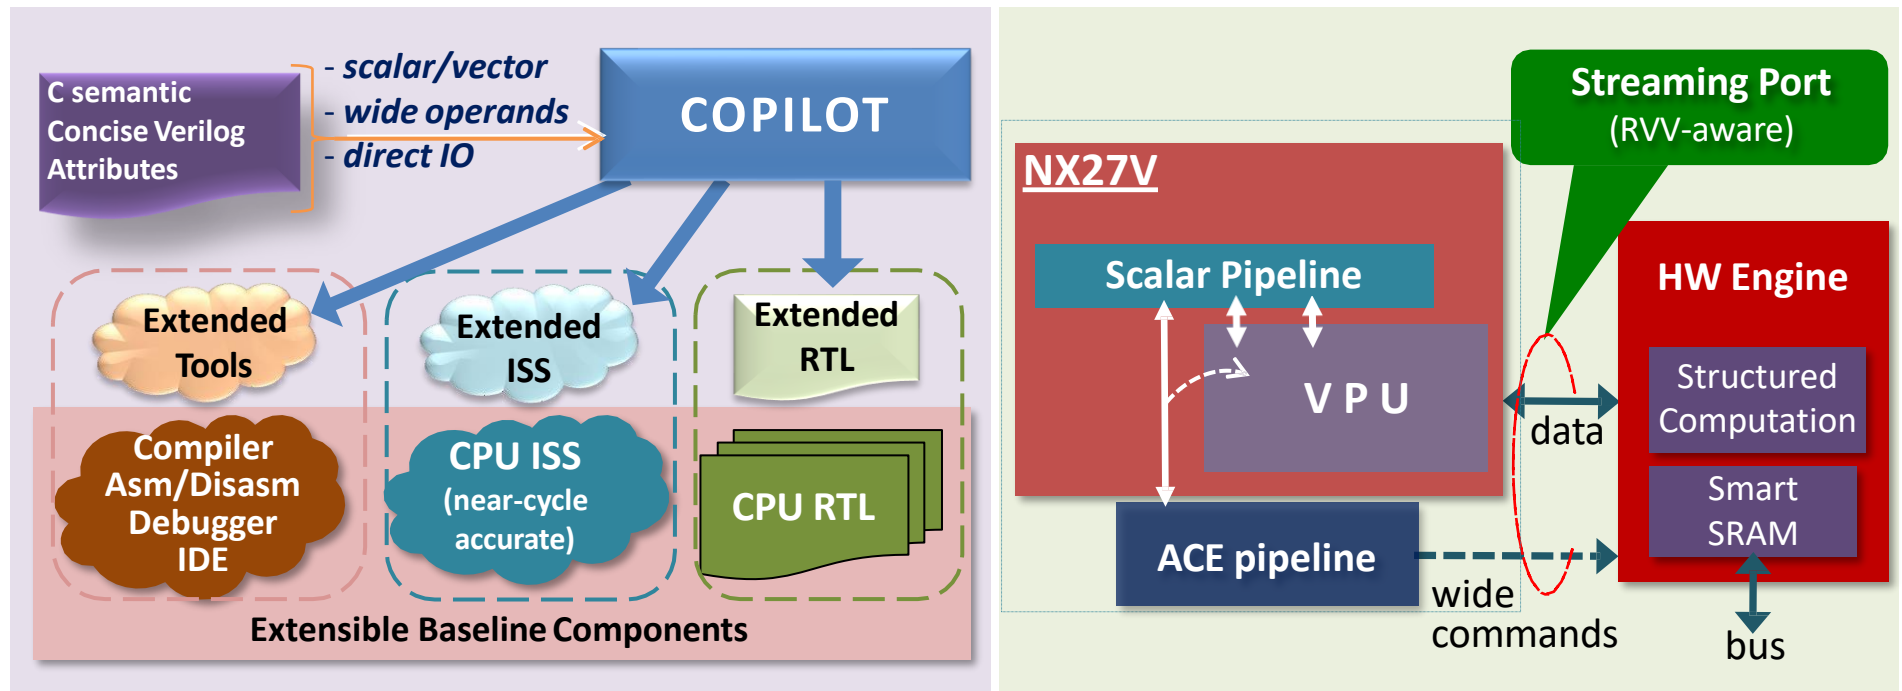 C semantic
Concise Verilog
Attributes
- scalar/vector
- wide operands
- direct IO
COPILOT
Extended
Tools
Extended
ISS
Extended
RTL
Compiler
Asm/Disasm
Debugger
IDE
CPU ISS
(near-cycle
accurate)
CPU RTL
Extensible Baseline Components
Streaming Port
(RVV-aware)
NX27V
Scalar Pipeline
V P U
ACE pipeline
data
wide
commands
HW Engine
Structured
Computation
Smart
SRAM
bus